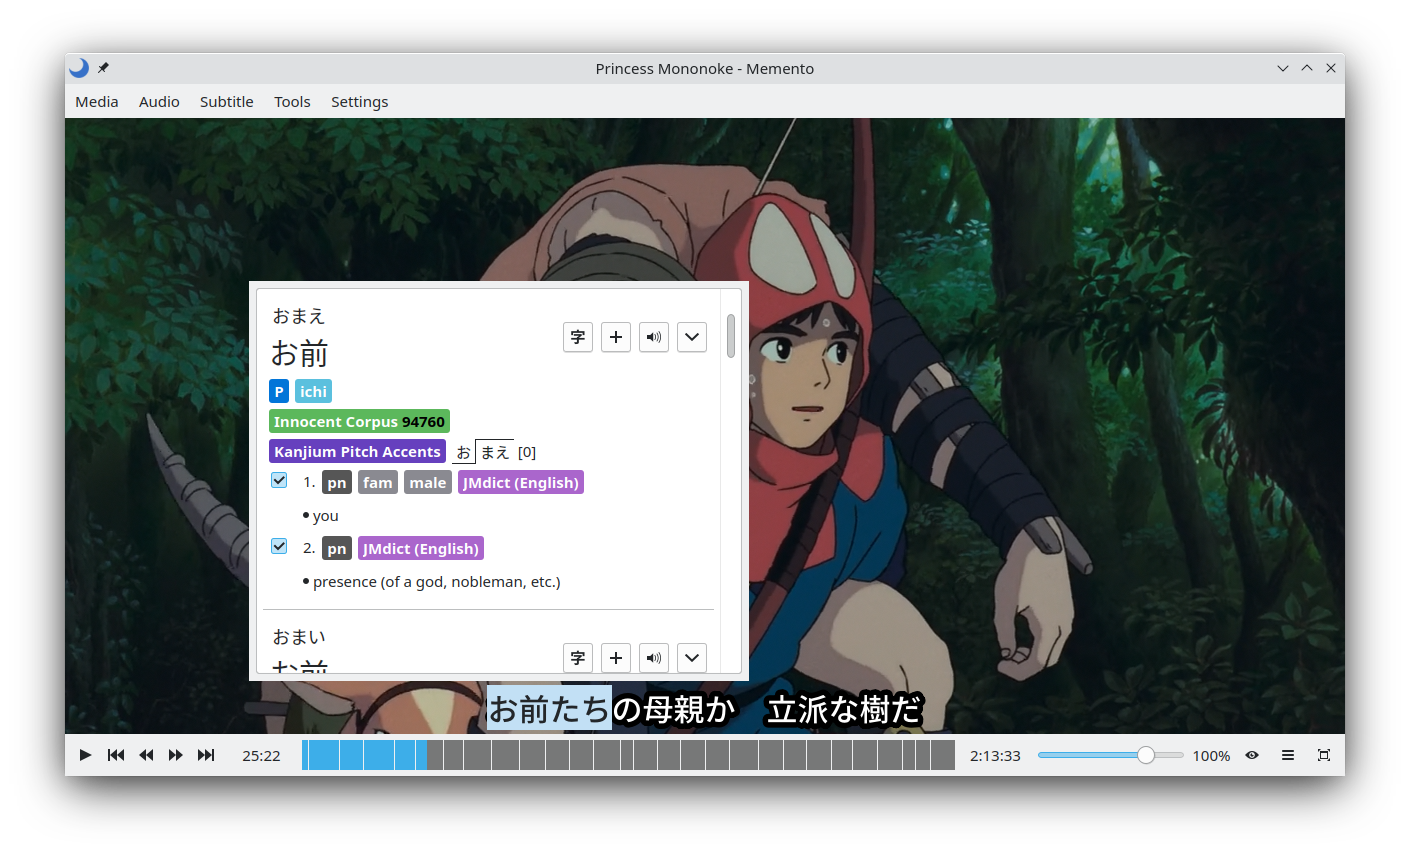 Princess Mononoke - Memento
Media Audio Subtitle Tools Settings
おまえ
お前
字
P ichi
Innocent Corpus 94760
Kanjium Pitch Accents おまえ [0]
1. pn fam male JMdict (English)
• you
2. pn JMdict (English)
• presence (of a god, nobleman, etc.)
おまい
お前
字
お前たちの母親か 立派な樹だ
25:22 2:13:33 100%